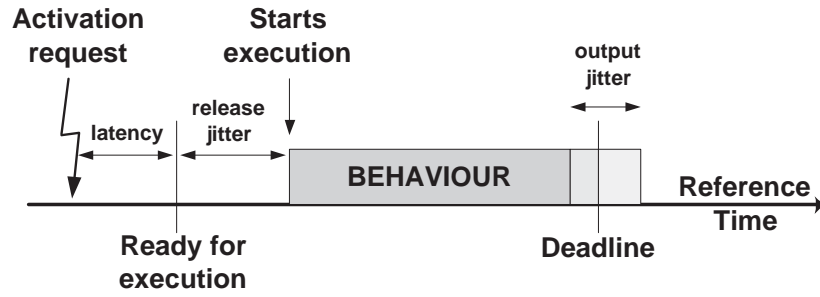 Activation
request
Starts
execution
output
jitter
latency
release
jitter
BEHAVIOUR
Reference
Time
Ready for
execution
Deadline